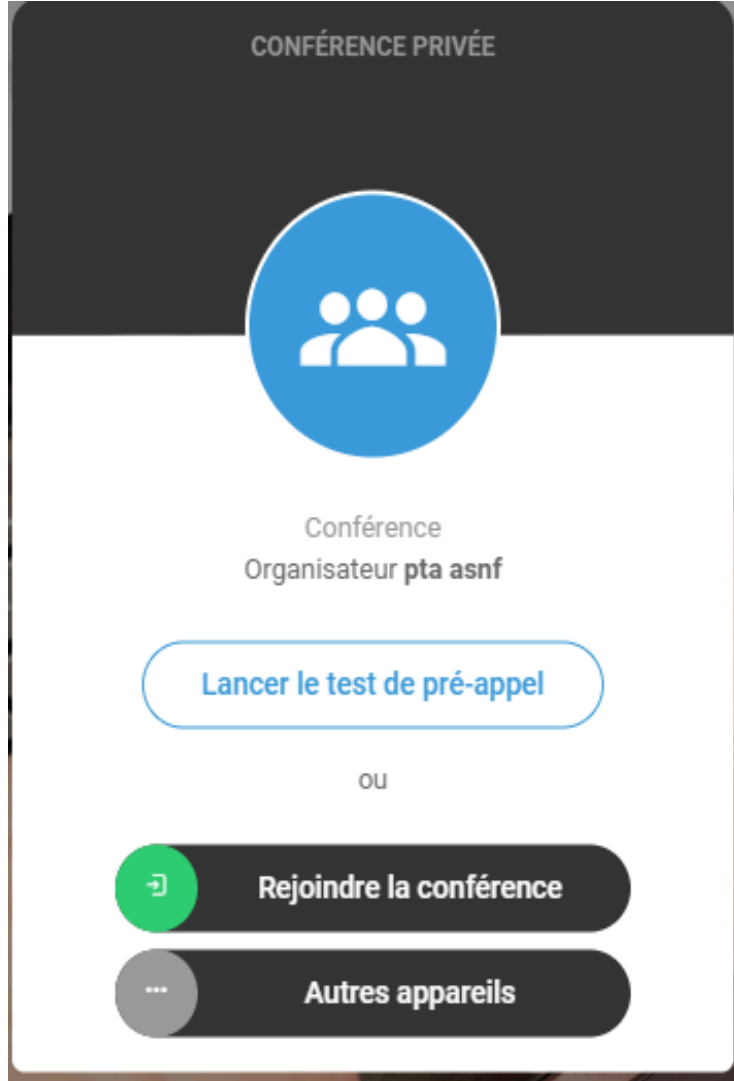 CONFÉRENCE PRIVÉE
Conférence
Organisateur pta asnf
Lancer le test de pré-appel
ou
Rejoindre la conférence
Autres appareils